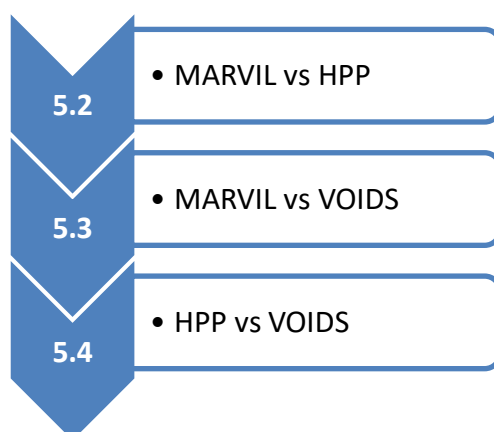 5.2
• MARVIL vs HPP
5.3
• MARVIL vs VOIDS
5.4
• HPP vs VOIDS